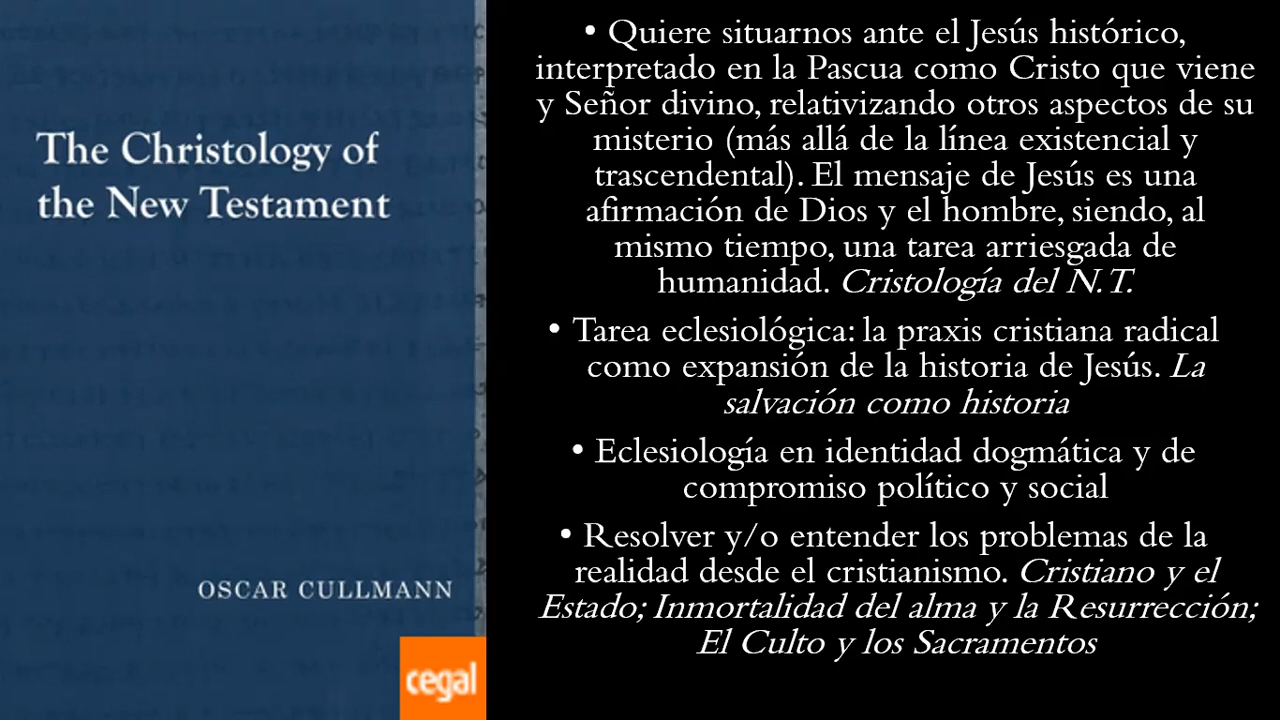 The Christology of
the New Testament
OSCAR CULLMANN
cegal
• Quiere situarnos ante el Jesús histórico,
interpretado en la Pascua como Cristo que viene
y Señor divino, relativizando otros aspectos de su
misterio (más allá de la línea existencial y
trascendental). El mensaje de Jesús es una
afirmación de Dios y el hombre, siendo, al
mismo tiempo, una tarea arriesgada de
humanidad. Cristología del N.T.
• Tarea eclesiológica: la praxis cristiana radical
como expansión de la historia de Jesús. La
salvación como historia
• Eclesiología en identidad dogmática y de
compromiso político y social
• Resolver y/o entender los problemas de la
realidad desde el cristianismo. Cristiano y el
Estado; Inmortalidad del alma y la Resurrección;
El Culto y los Sacramentos